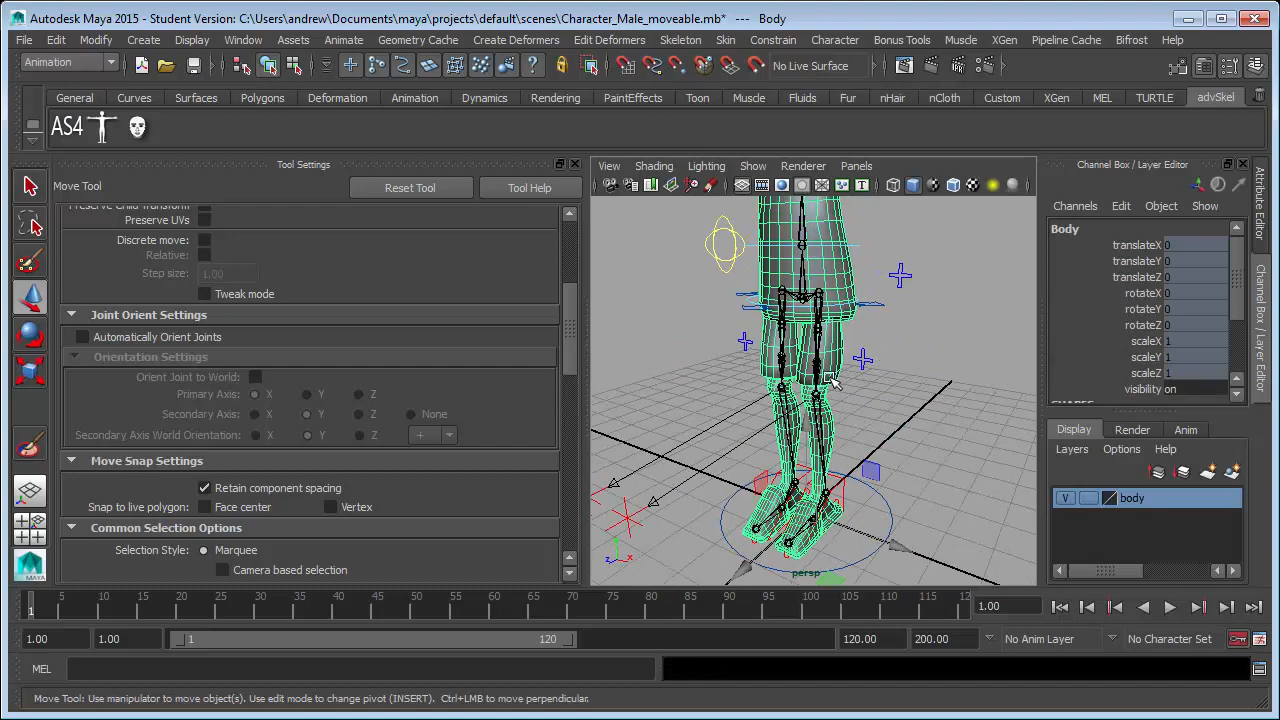 Autodesk Maya 2015 - Student Version: C:\Users\andrew\Documents\maya\projects\default\scenes\Character_Male_moveable.mb* --- Body
File Edit Modify Create Display Window Assets Animate Geometry Cache Create Deformers Edit Deformers Skeleton Skin Constrain Character Bonus Tools Muscle XGen Pipeline Cache Bifrost Help
Animation No Live Surface
General Curves Surfaces Polygons Deformation Animation Dynamics Rendering PaintEffects Toon Muscle Fluids Fur nHair nCloth Custom XGen MEL TURTLE advSkel
AS4
Tool Settings
Move Tool Reset Tool Tool Help
Preserve Child Transform
Preserve UVs
Discrete move:
Relative:
Step size: 1.00
Tweak mode
Joint Orient Settings
Automatically Orient Joints
Orientation Settings
Orient Joint to World:
Primary Axis: X Y Z
Secondary Axis: X Y Z None
Secondary Axis World Orientation: X Y Z +
Move Snap Settings
Retain component spacing
Snap to live polygon: Face center Vertex
Common Selection Options
Selection Style: Marquee
Camera based selection
View Shading Lighting Show Renderer Panels
y
z x
persp
Channel Box / Layer Editor
Channels Edit Object Show
Body
translateX 0
translateY 0
translateZ 0
rotateX 0
rotateY 0
rotateZ 0
scaleX 1
scaleY 1
scaleZ 1
visibility on
Display Render Anim
Layers Options Help
V body
Attribute Editor
Channel Box / Layer Editor
MAYA
1 5 10 15 20 25 30 35 40 45 50 55 60 65 70 75 80 85 90 95 100 105 110 115 12 1.00
1.00 1.00 1 120 120.00 200.00 No Anim Layer No Character Set
MEL
Move Tool: Use manipulator to move object(s). Use edit mode to change pivot (INSERT). Ctrl+LMB to move perpendicular.